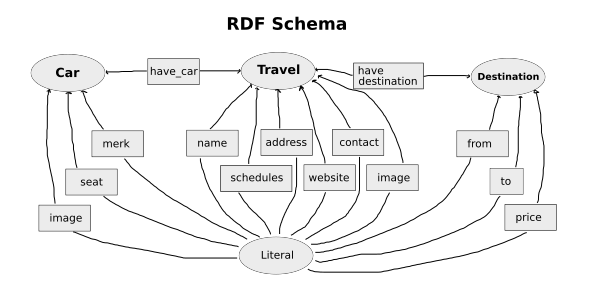 RDF Schema
Car
have_car
Travel
have
destination
Destination
merk
name
address
contact
from
seat
schedules
website
image
to
image
price
Literal